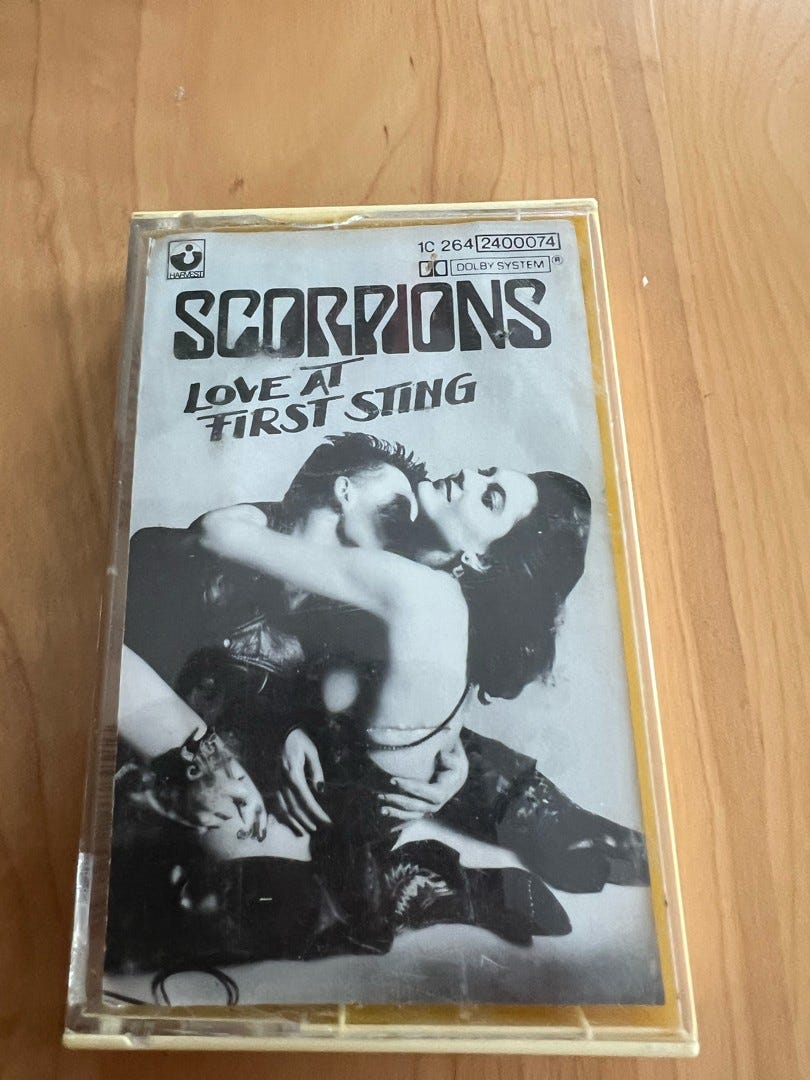 HARVEST
1C 264 2400074
DOLBY SYSTEM ®
SCORPIONS
LOVE AT
FIRST STING